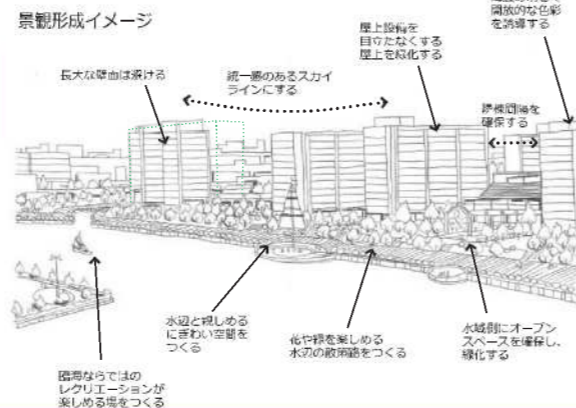 景観形成イメージ
開放的な色彩
を誘導する
屋上設備を
目立たなくする
屋上を緑化する
長大な壁面は避ける
統一感のあるスカイ
ラインにする
隣棟間隔を
確保する
水辺と親しめる
にぎわい空間を
つくる
花や緑を楽しめる
水辺の散策路をつくる
水域側にオープン
スペースを確保し、
緑化する
臨海ならではの
レクリエーションが
楽しめる場をつくる